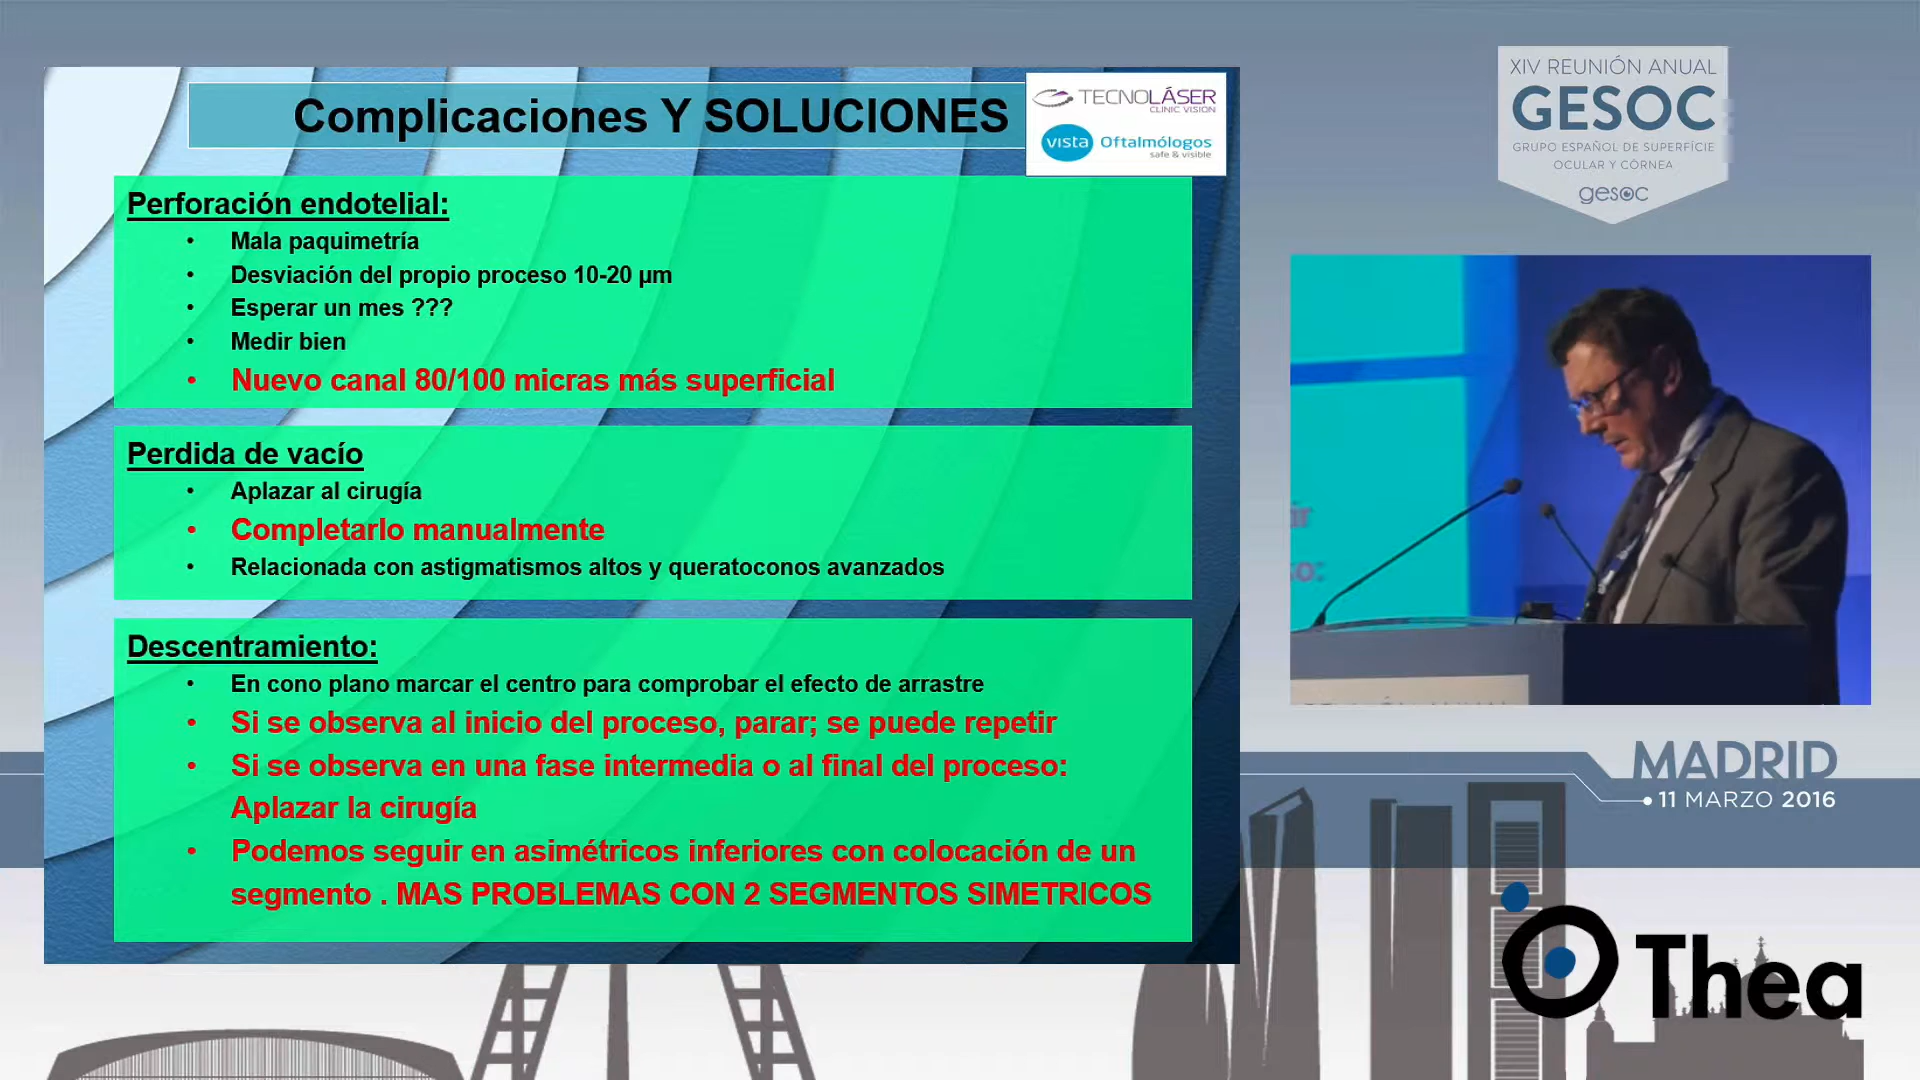 Complicaciones Y SOLUCIONES
TECNOLÁSER
CLINIC VISION
vista Oftalmólogos
safe & visible
Perforación endotelial:
• Mala paquimetría
• Desviación del propio proceso 10-20 µm
• Esperar un mes ???
• Medir bien
• Nuevo canal 80/100 micras más superficial
Perdida de vacío
• Aplazar al cirugía
• Completarlo manualmente
• Relacionada con astigmatismos altos y queratoconos avanzados
Descentramiento:
• En cono plano marcar el centro para comprobar el efecto de arrastre
• Si se observa al inicio del proceso, parar; se puede repetir
• Si se observa en una fase intermedia o al final del proceso:
Aplazar la cirugía
• Podemos seguir en asimétricos inferiores con colocación de un
segmento . MAS PROBLEMAS CON 2 SEGMENTOS SIMETRICOS
XIV REUNIÓN ANUAL
GESOC
GRUPO ESPAÑOL DE SUPERFÍCIE
OCULAR Y CÓRNEA
gesoc
MADRID
11 MARZO 2016
Thea